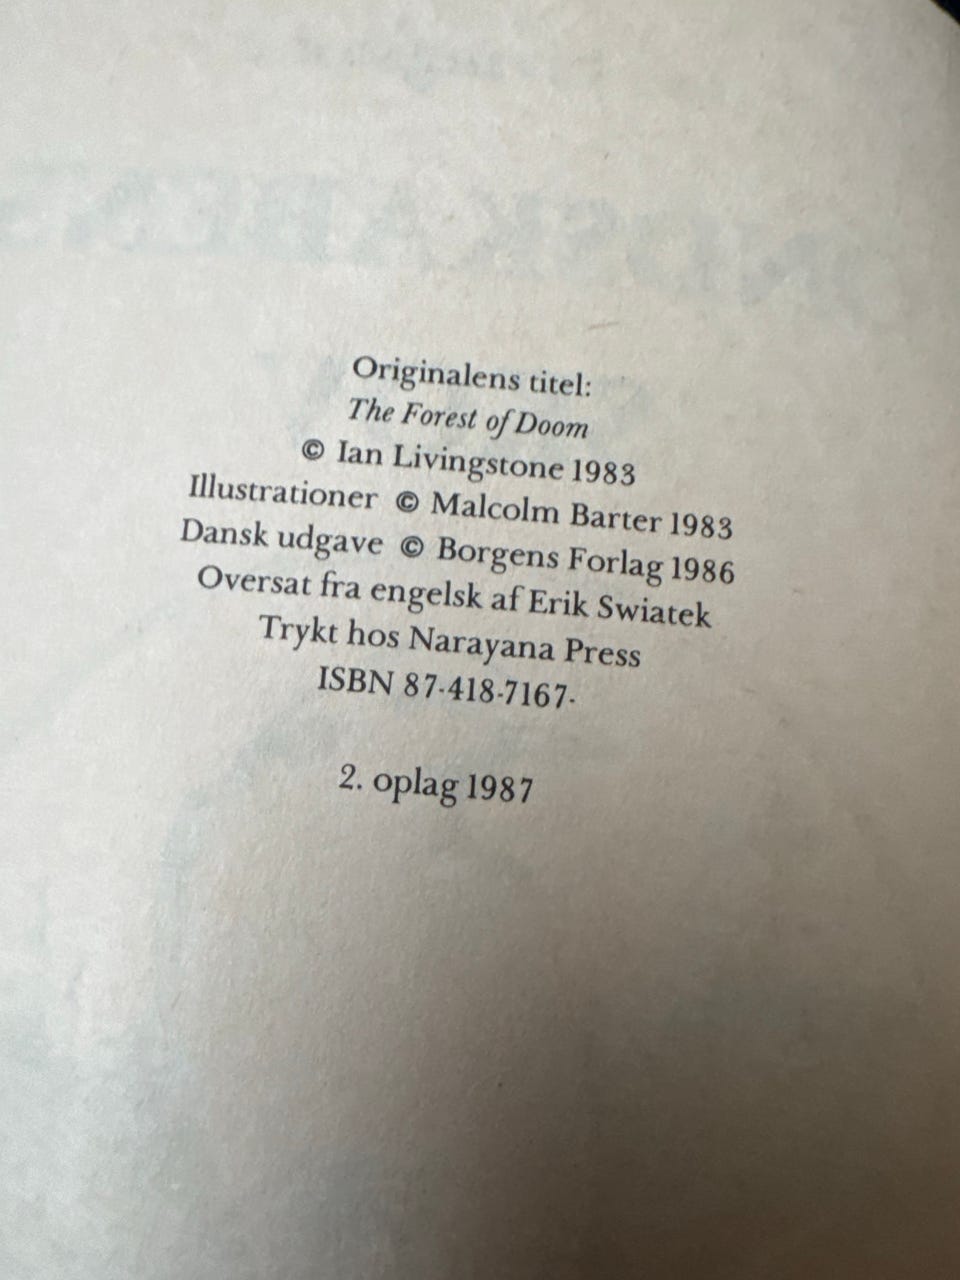 Originalens titel:
The Forest of Doom
© Ian Livingstone 1983
Illustrationer © Malcolm Barter 1983
Dansk udgave © Borgens Forlag 1986
Oversat fra engelsk af Erik Swiatek
Trykt hos Narayana Press
ISBN 87-418-7167-
2. oplag 1987